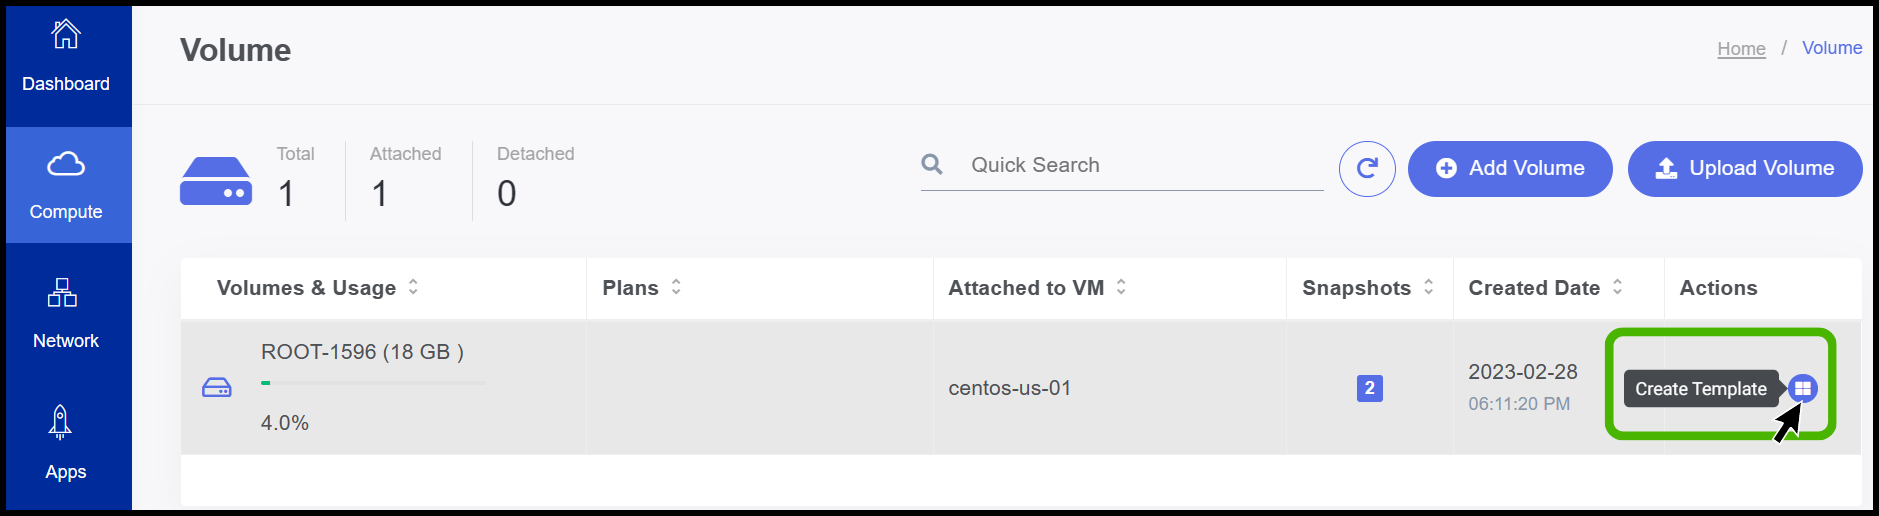 Dashboard
Compute
Network
Apps
Volume
Home / Volume
Total
1
Attached
1
Detached
0
Quick Search
Add Volume
Upload Volume
Volumes & Usage
Plans
Attached to VM
Snapshots
Created Date
Actions
ROOT-1596 (18 GB )
4.0%
centos-us-01
2
2023-02-28
06:11:20 PM
Create Template